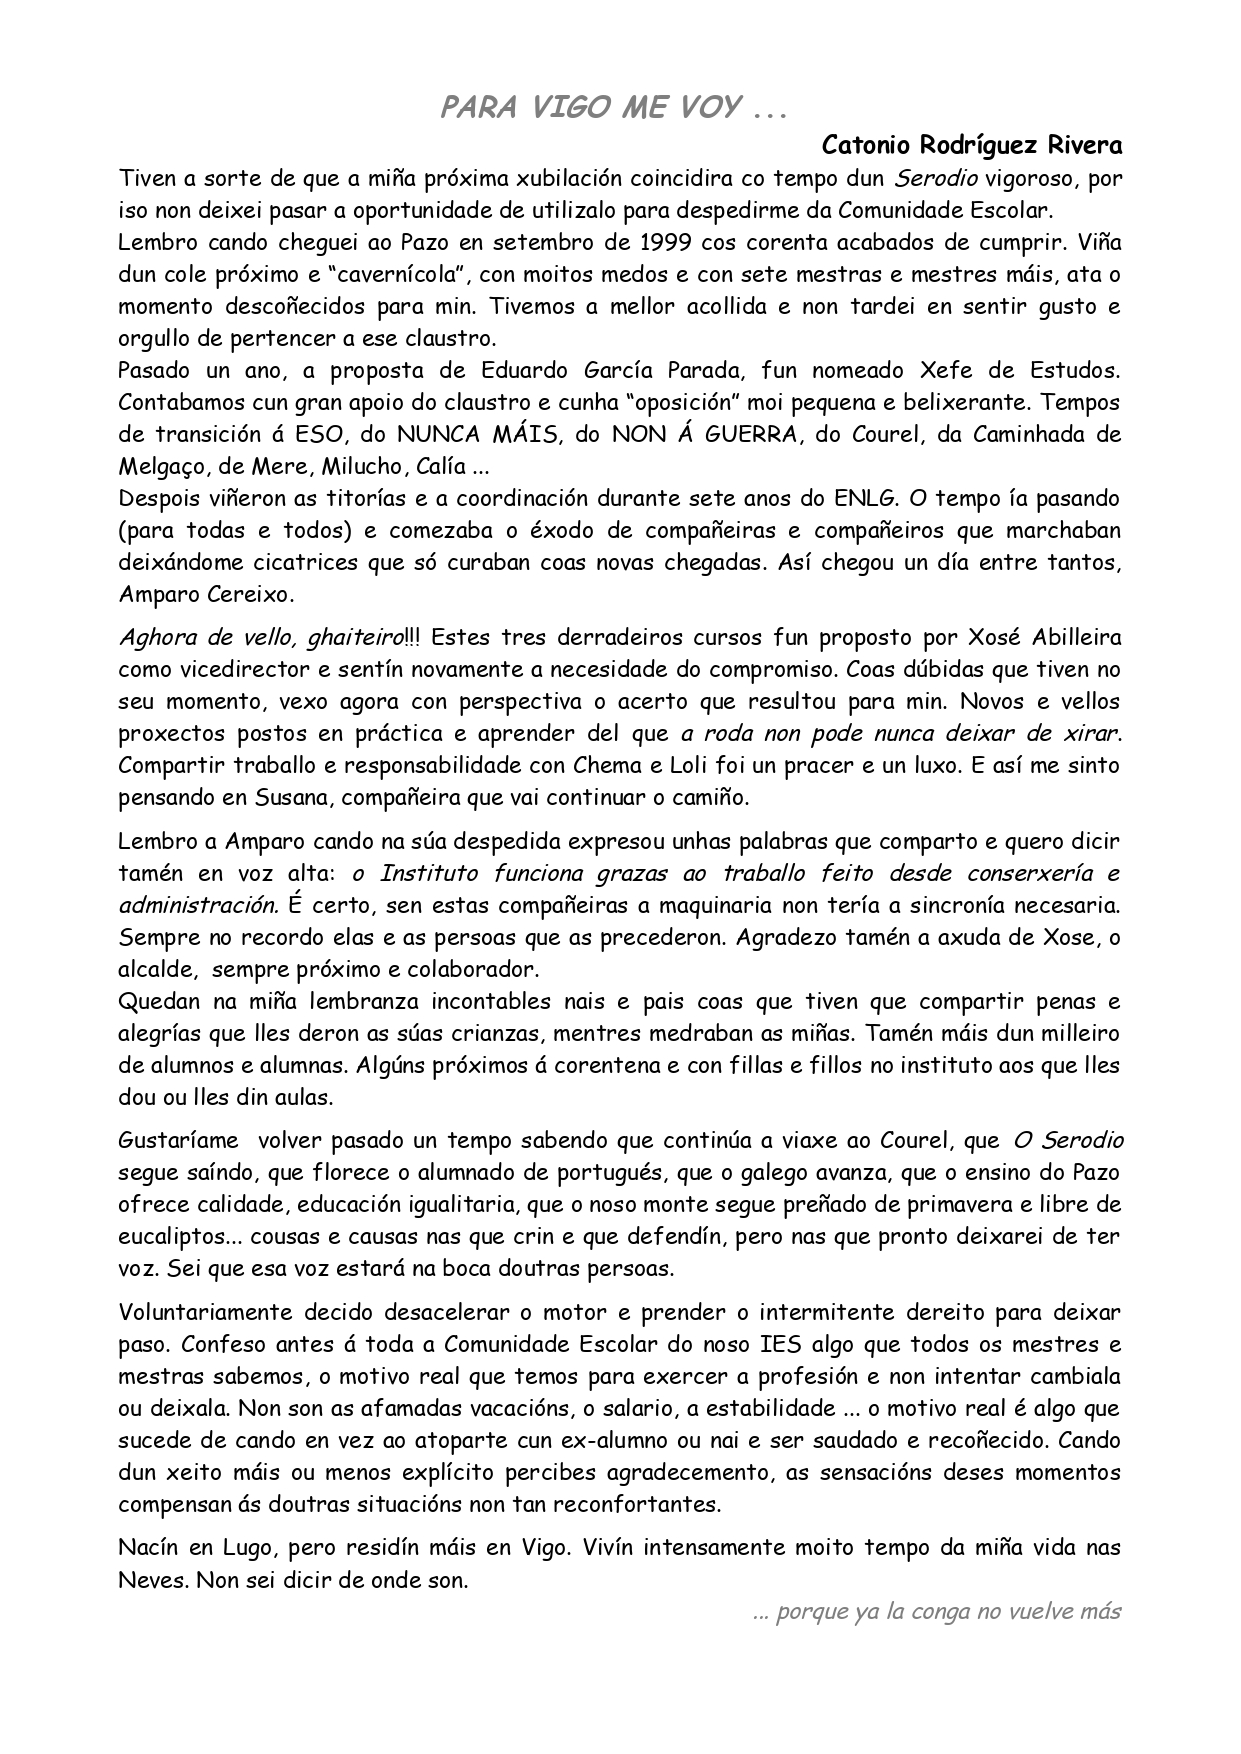 PARA VIGO ME VOY ...
Catonio Rodríguez Rivera
Tiven a sorte de que a miña próxima xubilación coincidira co tempo dun Serodio vigoroso, por
iso non deixei pasar a oportunidade de utilizalo para despedirme da Comunidade Escolar.
Lembro cando cheguei ao Pazo en setembro de 1999 cos corenta acabados de cumprir. Viña
dun cole próximo e “cavernícola”, con moitos medos e con sete mestras e mestres máis, ata o
momento descoñecidos para min. Tivemos a mellor acollida e non tardei en sentir gusto e
orgullo de pertencer a ese claustro.
Pasado un ano, a proposta de Eduardo García Parada, fun nomeado Xefe de Estudos.
Contabamos cun gran apoio do claustro e cunha “oposición” moi pequena e belixerante. Tempos
de transición á ESO, do NUNCA MÁIS, do NON Á GUERRA, do Courel, da Caminhada de
Melgaço, de Mere, Milucho, Calía ...
Despois viñeron as titorías e a coordinación durante sete anos do ENLG. O tempo ía pasando
(para todas e todos) e comezaba o éxodo de compañeiras e compañeiros que marchaban
deixándome cicatrices que só curaban coas novas chegadas. Así chegou un día entre tantos,
Amparo Cereixo.
Aghora de vello, ghaiteiro!!! Estes tres derradeiros cursos fun proposto por Xosé Abilleira
como vicedirector e sentín novamente a necesidade do compromiso. Coas dúbidas que tiven no
seu momento, vexo agora con perspectiva o acerto que resultou para min. Novos e vellos
proxectos postos en práctica e aprender del que a roda non pode nunca deixar de xirar.
Compartir traballo e responsabilidade con Chema e Loli foi un pracer e un luxo. E así me sinto
pensando en Susana, compañeira que vai continuar o camiño.
Lembro a Amparo cando na súa despedida expresou unhas palabras que comparto e quero dicir
tamén en voz alta: o Instituto funciona grazas ao traballo feito desde conserxería e
administración. É certo, sen estas compañeiras a maquinaria non tería a sincronía necesaria.
Sempre no recordo elas e as persoas que as precederon. Agradezo tamén a axuda de Xose, o
alcalde,  sempre próximo e colaborador.
Quedan na miña lembranza incontables nais e pais coas que tiven que compartir penas e
alegrías que lles deron as súas crianzas, mentres medraban as miñas. Tamén máis dun milleiro
de alumnos e alumnas. Algúns próximos á corentena e con fillas e fillos no instituto aos que lles
dou ou lles din aulas.
Gustaríame  volver pasado un tempo sabendo que continúa a viaxe ao Courel, que O Serodio
segue saíndo, que florece o alumnado de portugués, que o galego avanza, que o ensino do Pazo
ofrece calidade, educación igualitaria, que o noso monte segue preñado de primavera e libre de
eucaliptos... cousas e causas nas que crin e que defendín, pero nas que pronto deixarei de ter
voz. Sei que esa voz estará na boca doutras persoas.
Voluntariamente decido desacelerar o motor e prender o intermitente dereito para deixar
paso. Confeso antes á toda a Comunidade Escolar do noso IES algo que todos os mestres e
mestras sabemos, o motivo real que temos para exercer a profesión e non intentar cambiala
ou deixala. Non son as afamadas vacacións, o salario, a estabilidade ... o motivo real é algo que
sucede de cando en vez ao atoparte cun ex-alumno ou nai e ser saudado e recoñecido. Cando
dun xeito máis ou menos explícito percibes agradecemento, as sensacións deses momentos
compensan ás doutras situacións non tan reconfortantes.
Nacín en Lugo, pero residín máis en Vigo. Vivín intensamente moito tempo da miña vida nas
Neves. Non sei dicir de onde son.
... porque ya la conga no vuelve más